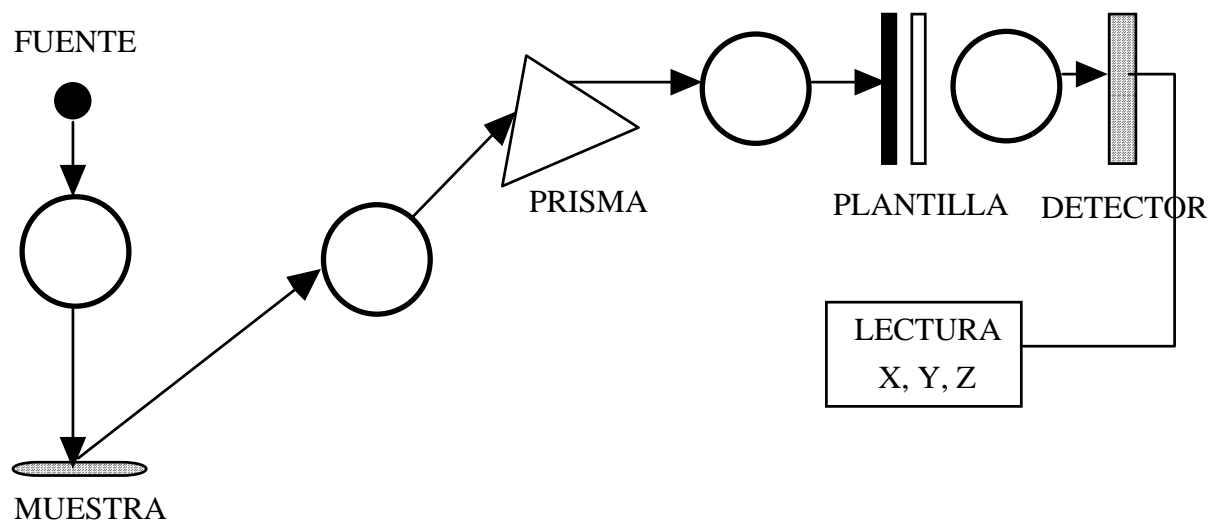 FUENTE
PRISMA
PLANTILLA
DETECTOR
LECTURA
X, Y, Z
MUESTRA